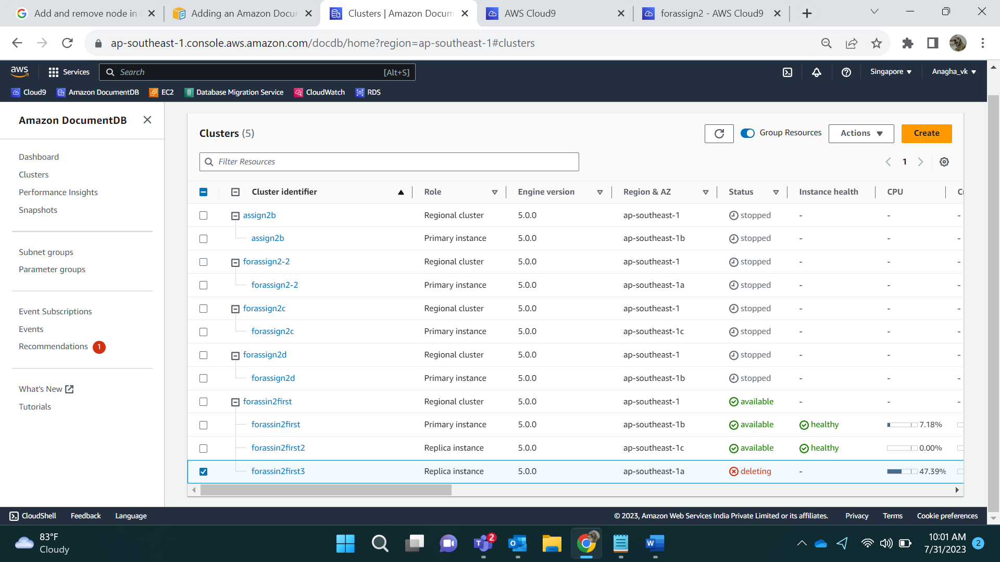 Add and remove node in
Adding an Amazon Docu
Clusters | Amazon Docum
AWS Cloud9
forassign2 - AWS Cloud9
ap-southeast-1.console.aws.amazon.com/docdb/home?region=ap-southeast-1#clusters
aws
Services
Search
[Alt+S]
Singapore
Anagha_vk
Cloud9
Amazon DocumentDB
EC2
Database Migration Service
CloudWatch
RDS
Amazon DocumentDB
Dashboard
Clusters
Performance Insights
Snapshots
Subnet groups
Parameter groups
Event Subscriptions
Events
Recommendations 1
What's New
Tutorials
Clusters (5)
Group Resources
Actions
Create
Filter Resources
1
Cluster identifier Role Engine version Region & AZ Status Instance health CPU
assign2b Regional cluster 5.0.0 ap-southeast-1 stopped - - -
assign2b Primary instance 5.0.0 ap-southeast-1b stopped - - -
forassign2-2 Regional cluster 5.0.0 ap-southeast-1 stopped - - -
forassign2-2 Primary instance 5.0.0 ap-southeast-1a stopped - - -
forassign2c Regional cluster 5.0.0 ap-southeast-1 stopped - - -
forassign2c Primary instance 5.0.0 ap-southeast-1c stopped - - -
forassign2d Regional cluster 5.0.0 ap-southeast-1 stopped - - -
forassign2d Primary instance 5.0.0 ap-southeast-1b stopped - - -
forassin2first Regional cluster 5.0.0 ap-southeast-1 available - - -
forassin2first Primary instance 5.0.0 ap-southeast-1b available healthy 7.18%
forassin2first2 Replica instance 5.0.0 ap-southeast-1c available healthy 0.00%
forassin2first3 Replica instance 5.0.0 ap-southeast-1a deleting - 47.39%
CloudShell
Feedback
Language
© 2023, Amazon Web Services India Private Limited or its affiliates.
Privacy
Terms
Cookie preferences
83°F
Cloudy
2
10:01 AM
7/31/2023
2